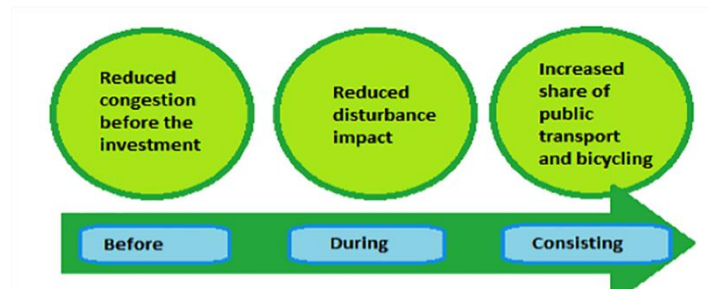 Reduced
congestion
before the
investment
Reduced
disturbance
impact
Increased
share of
public
transport
and bicycling
Before
During
Consisting